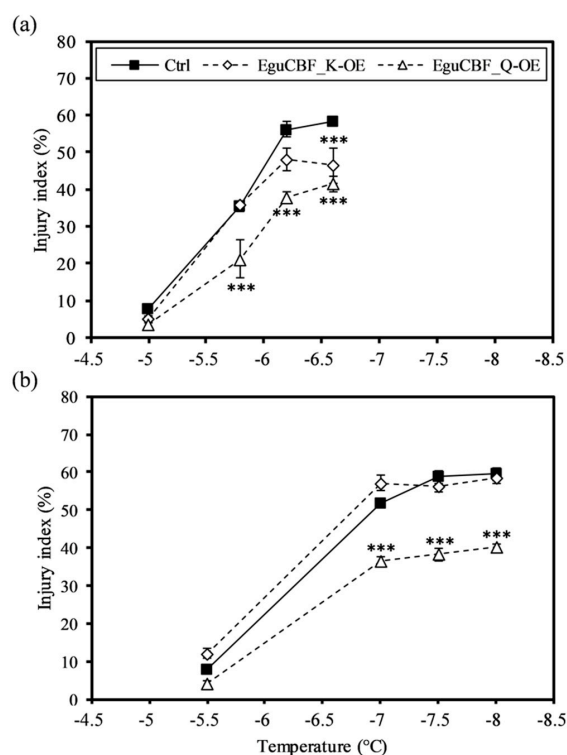 (a)
80
70
60
50
40
30
20
10
0
Injury index (%)
Ctrl EguCBF_K-OE EguCBF_Q-OE
***
***
***
***
-4.5 -5 -5.5 -6 -6.5 -7 -7.5 -8 -8.5
(b)
80
70
60
50
40
30
20
10
0
Injury index (%)
*** *** ***
-4.5 -5 -5.5 -6 -6.5 -7 -7.5 -8 -8.5
Temperature (°C)